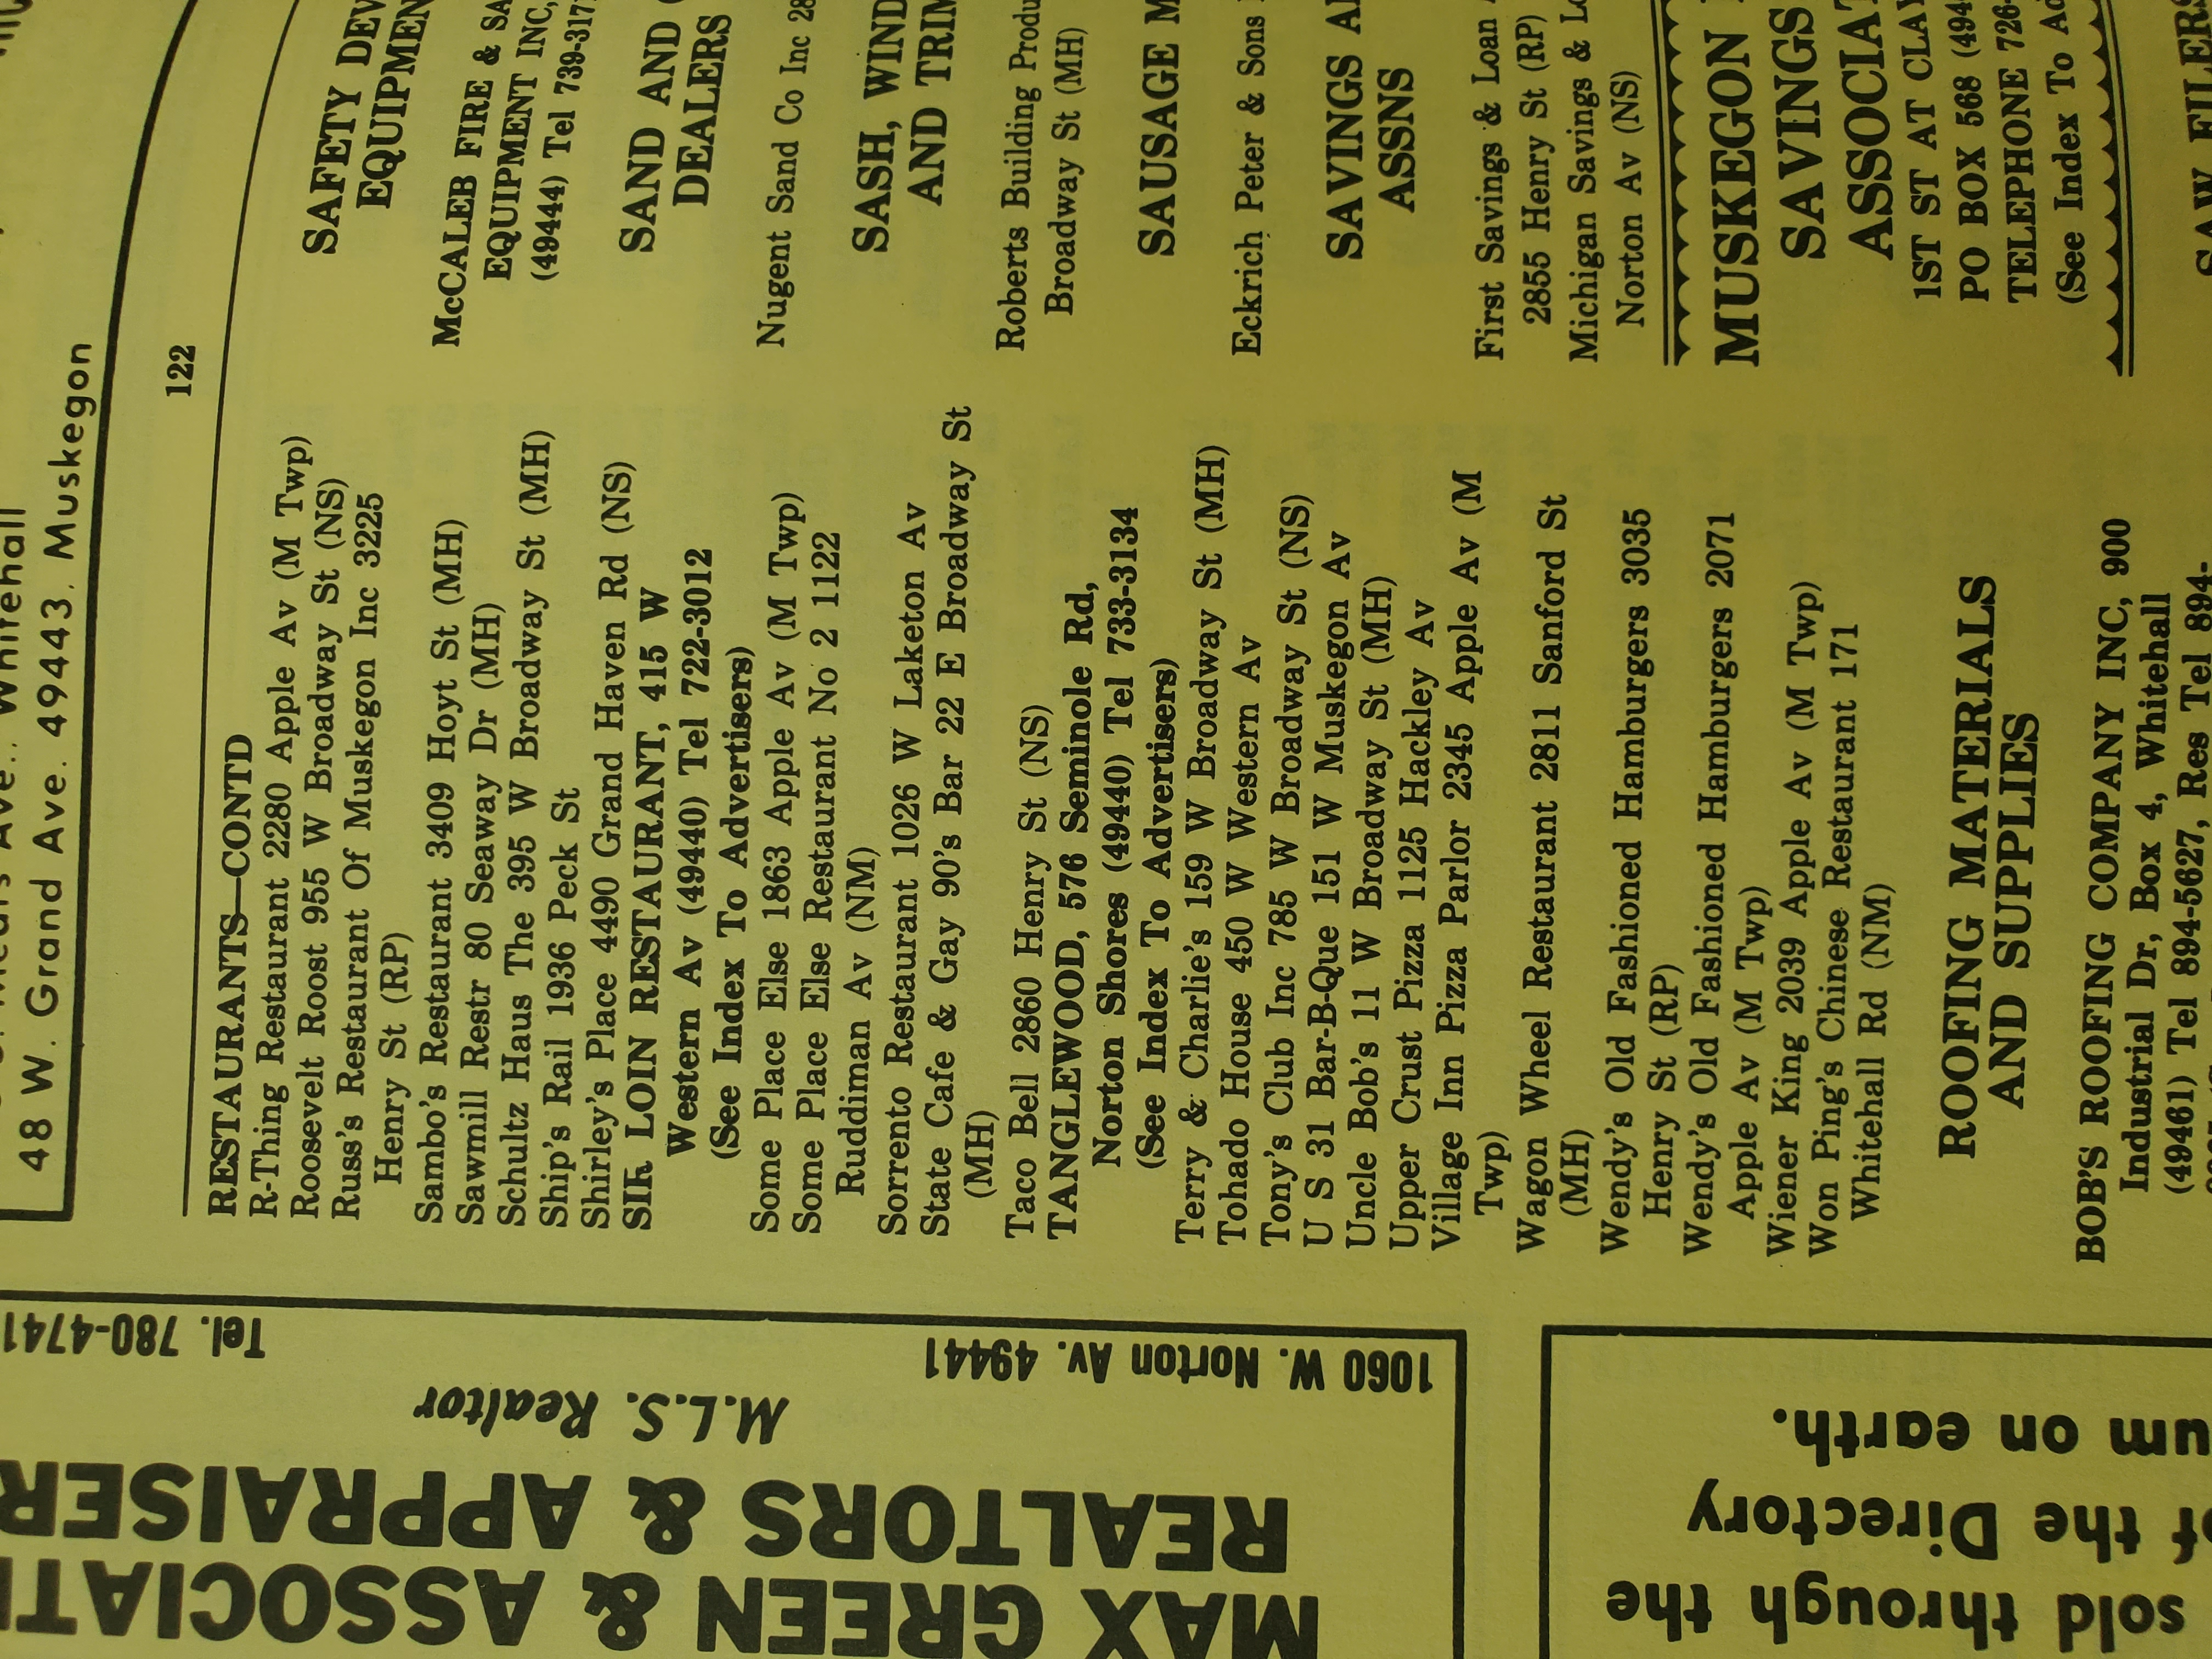 48 W. Grand Ave. 49443, Muskegon
122
RESTAURANTS—CONTD
R-Thing Restaurant 2280 Apple Av (M Twp)
Roosevelt Roost 955 W Broadway St (NS)
Russ's Restaurant Of Muskegon Inc 3225
Henry St (RP)
Sambo's Restaurant 3409 Hoyt St (MH)
Sawmill Restr 80 Seaway Dr (MH)
Schultz Haus The 395 W Broadway St (MH)
Ship's Rail 1936 Peck St
Shirley's Place 4490 Grand Haven Rd (NS)
SIR LOIN RESTAURANT, 415 W
Western Av (49440) Tel 722-3012
(See Index To Advertisers)
Some Place Else 1863 Apple Av (M Twp)
Some Place Else Restaurant No 2 1122
Ruddiman Av (NM)
Sorrento Restaurant 1026 W Laketon Av
State Cafe & Gay 90's Bar 22 E Broadway St
(MH)
Taco Bell 2860 Henry St (NS)
TANGLEWOOD, 576 Seminole Rd,
Norton Shores (49440) Tel 733-3134
(See Index To Advertisers)
Terry & Charlie's 159 W Broadway St (MH)
Tohado House 450 W Western Av
Tony's Club Inc 785 W Broadway St (NS)
U S 31 Bar-B-Que 151 W Muskegon Av
Uncle Bob's 11 W Broadway St (MH)
Upper Crust Pizza 1125 Hackley Av
Village Inn Pizza Parlor 2345 Apple Av (M
Twp)
Wagon Wheel Restaurant 2811 Sanford St
(MH)
Wendy's Old Fashioned Hamburgers 3035
Henry St (RP)
Wendy's Old Fashioned Hamburgers 2071
Apple Av (M Twp)
Wiener King 2039 Apple Av (M Twp)
Won Ping's Chinese Restaurant 171
Whitehall Rd (NM)
ROOFING MATERIALS
AND SUPPLIES
BOB'S ROOFING COMPANY INC, 900
Industrial Dr, Box 4, Whitehall
(49461) Tel 894-5627, Res Tel 894-
SAFETY DEV
EQUIPMEN
McCALEB FIRE & SA
EQUIPMENT INC,
(49444) Tel 739-317
SAND AND
DEALERS
Nugent Sand Co Inc 28
SASH, WIND
AND TRIM
Roberts Building Produ
Broadway St (MH)
SAUSAGE M
Eckrich Peter & Sons
SAVINGS A
ASSNS
First Savings & Loan
2855 Henry St (RP)
Michigan Savings & Lo
Norton Av (NS)
MUSKEGON
SAVINGS
ASSOCIAT
1ST ST AT CLAY
PO BOX 568 (494
TELEPHONE 726-
(See Index To Ad
SAW FILERS
MAX GREEN & ASSOCIATE
REALTORS & APPRAISER
M.L.S. Realtor
1060 W. Norton Av. 49441
Tel. 780-4741
sold through the
of the Directory
um on earth.